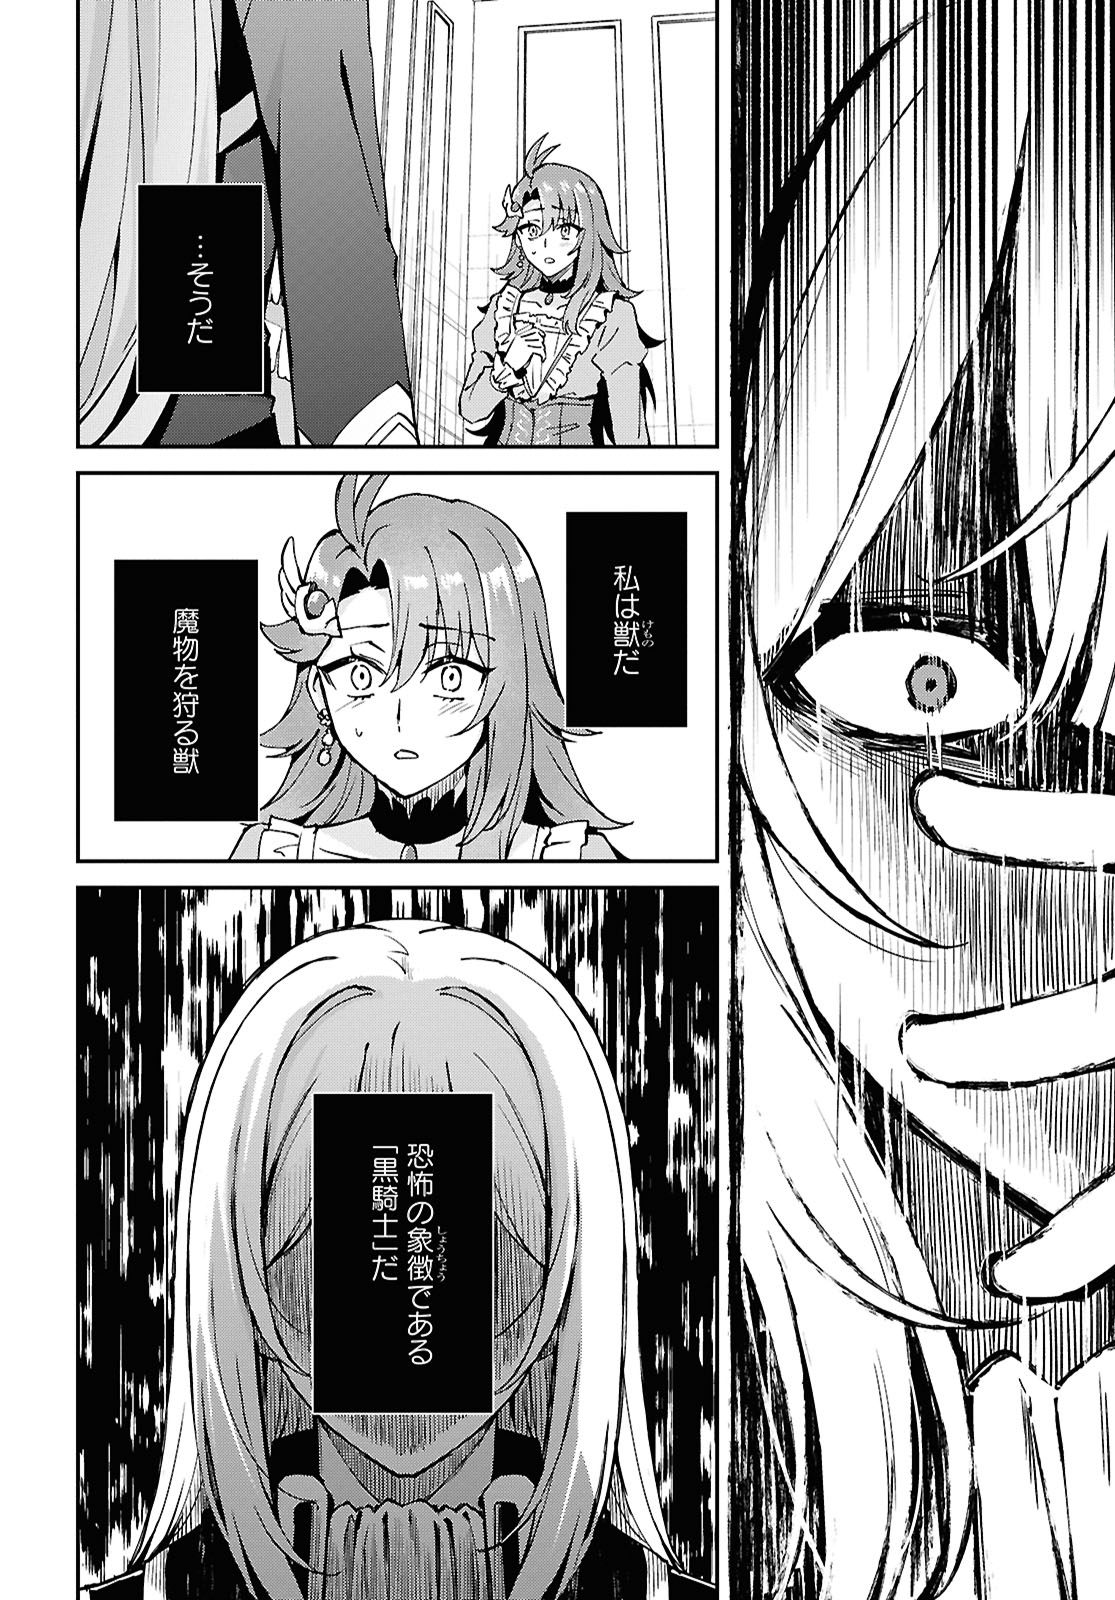 …そうだ
私は獣だ
けもの
魔物を狩る獣
恐怖の象徴である
しょうちょう
「黒騎士」だ